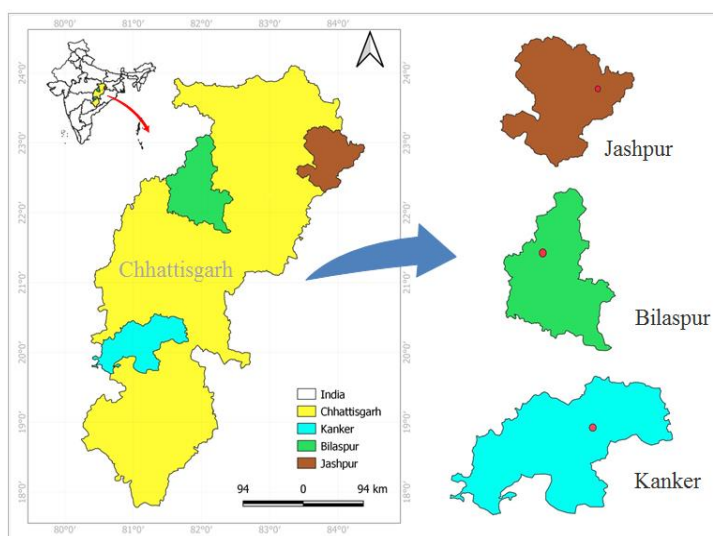 80°0' 81°0' 82°0' 83°0' 84°0'
24°0' 24°0'
23°0' 23°0'
22°0' 22°0'
21°0' 21°0'
20°0' 20°0'
19°0' 19°0'
18°0' 18°0'
Chhattisgarh
India
Chhattisgarh
Kanker
Bilaspur
Jashpur
94 0 94 km
80°0' 81°0' 82°0' 83°0' 84°0'
Jashpur
Bilaspur
Kanker